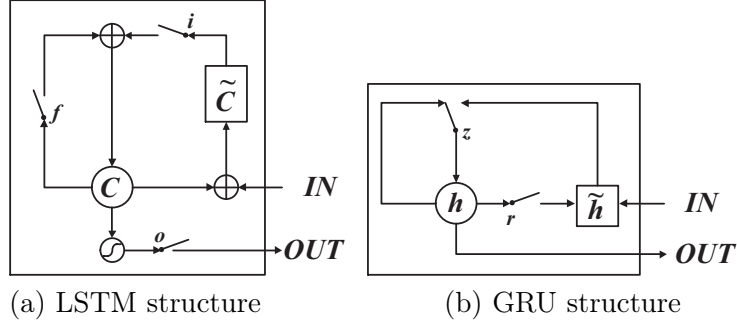 i
C̃
f
C
IN
o
OUT
(a) LSTM structure
z
h
r
h̃
IN
OUT
(b) GRU structure